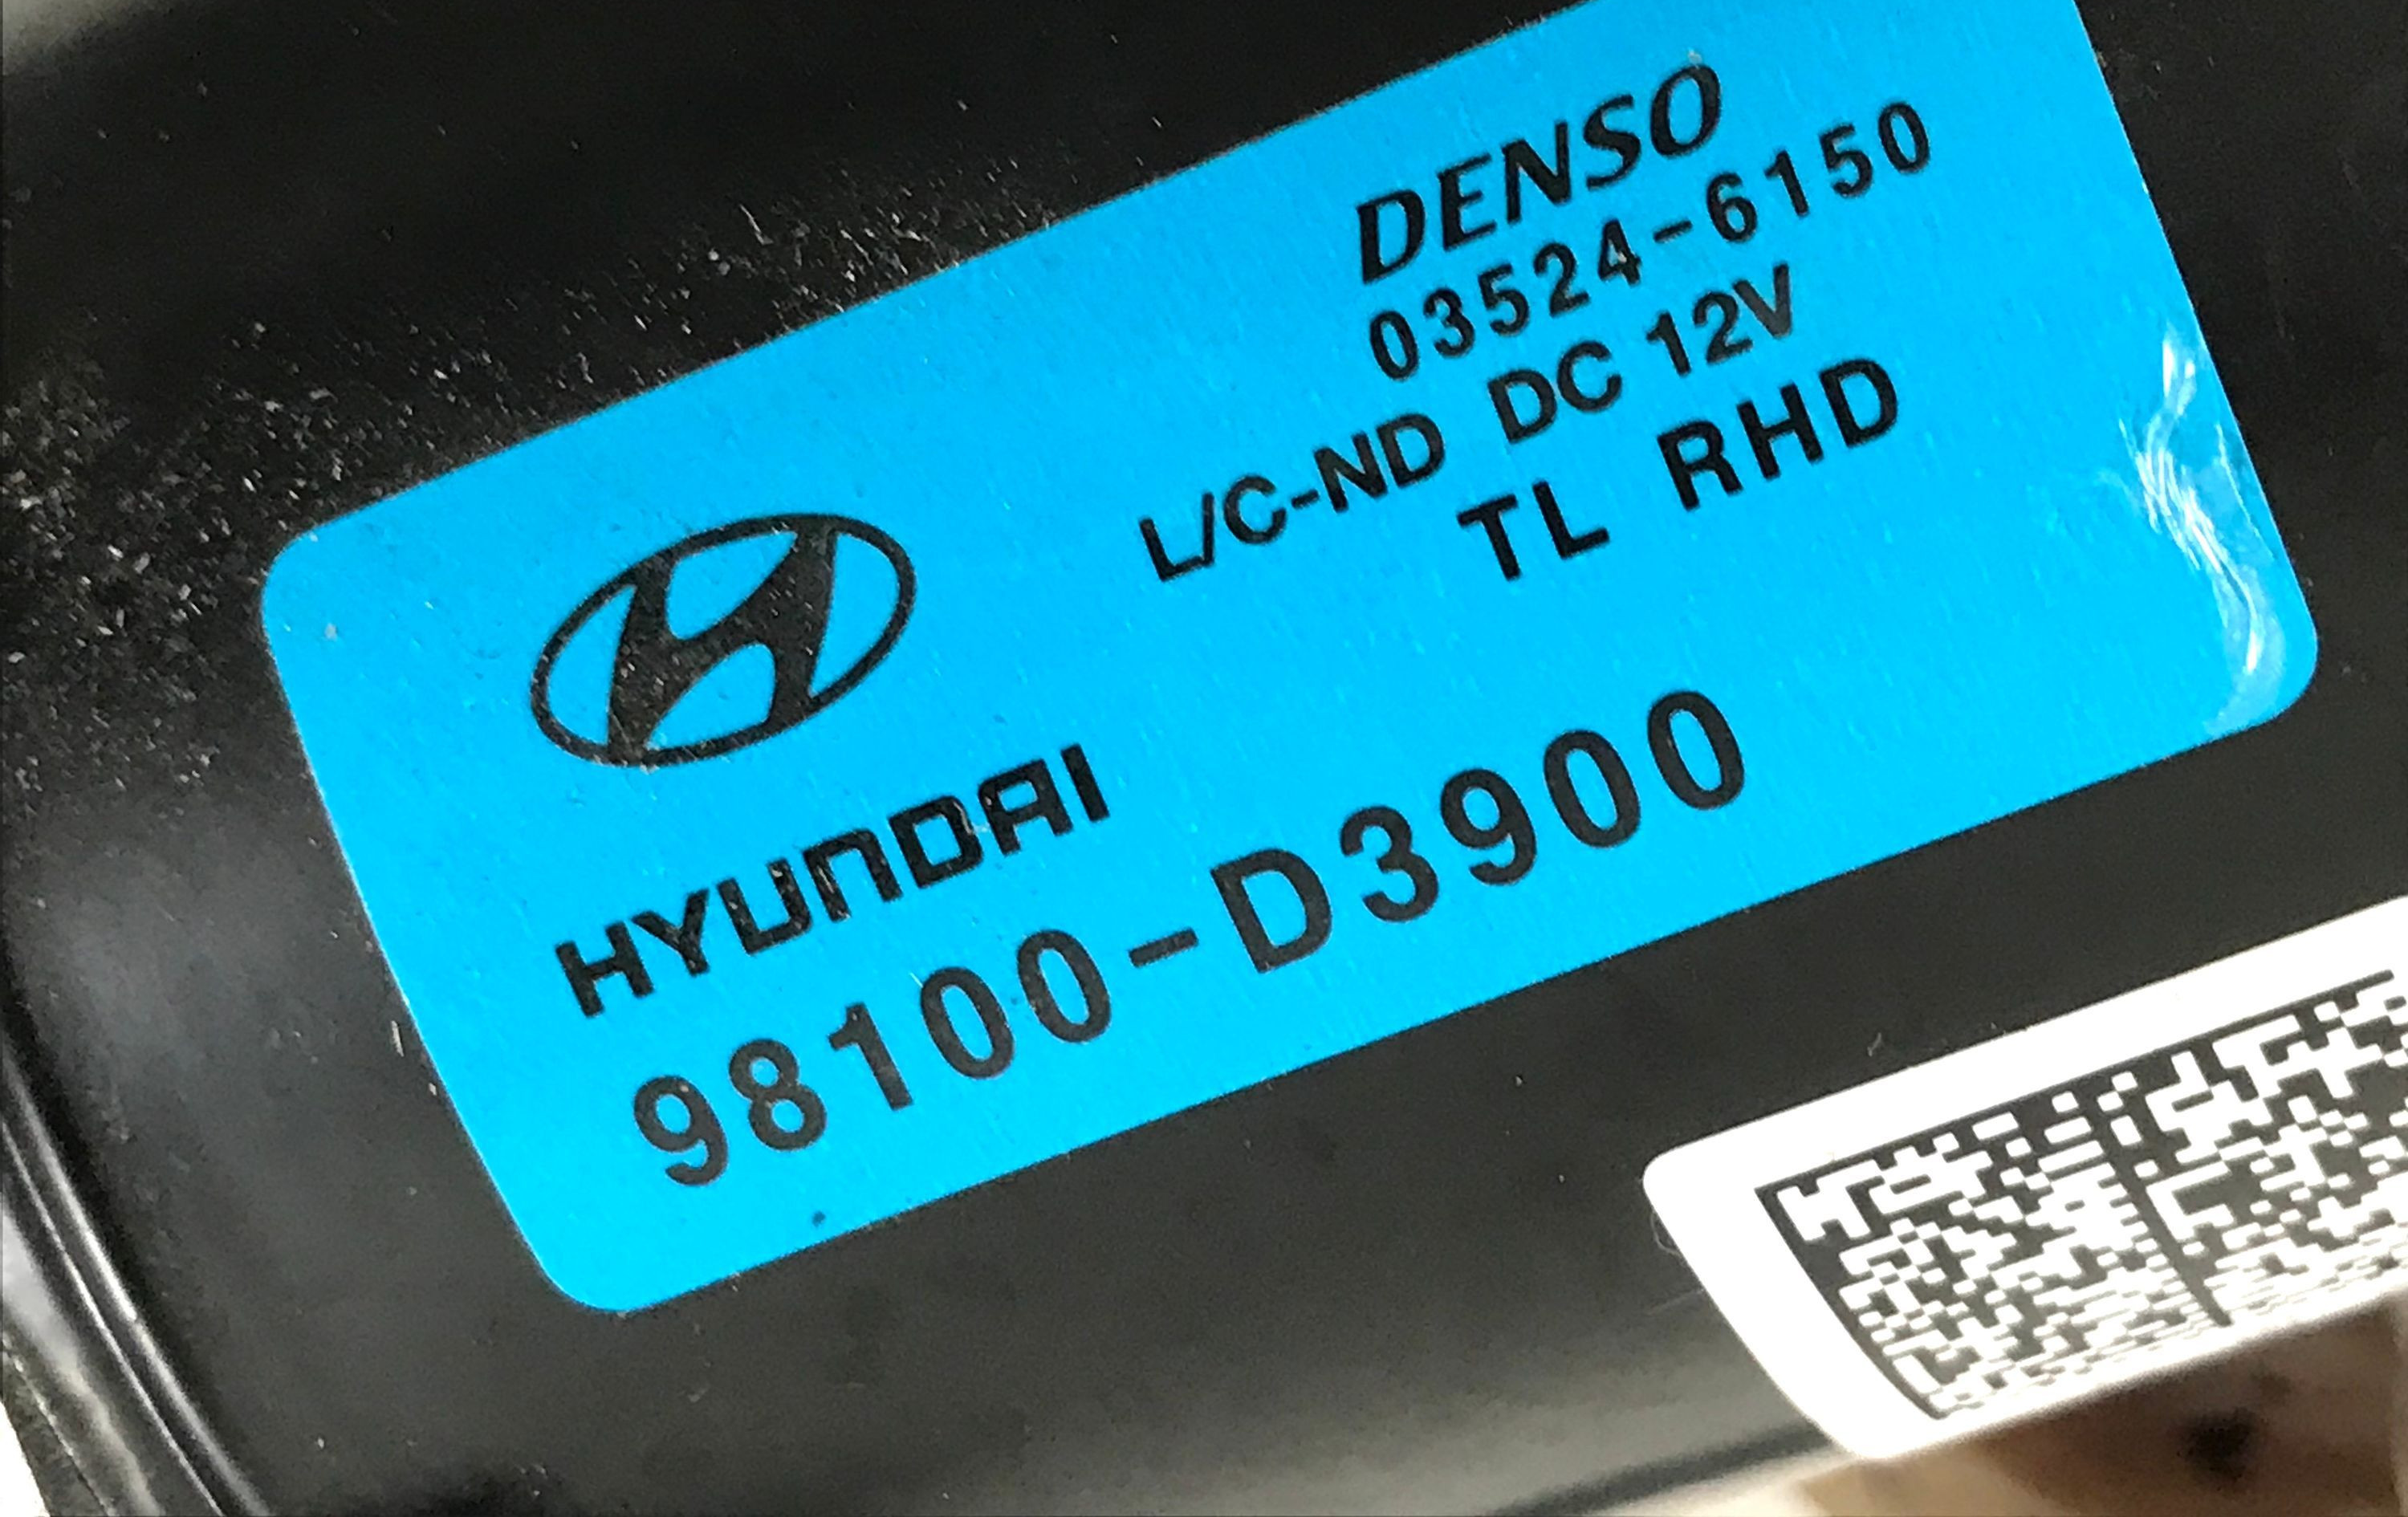 DENSO
03524-6150
L/C-ND DC 12V
TL RHD
HYUNDAI
98100-D3900